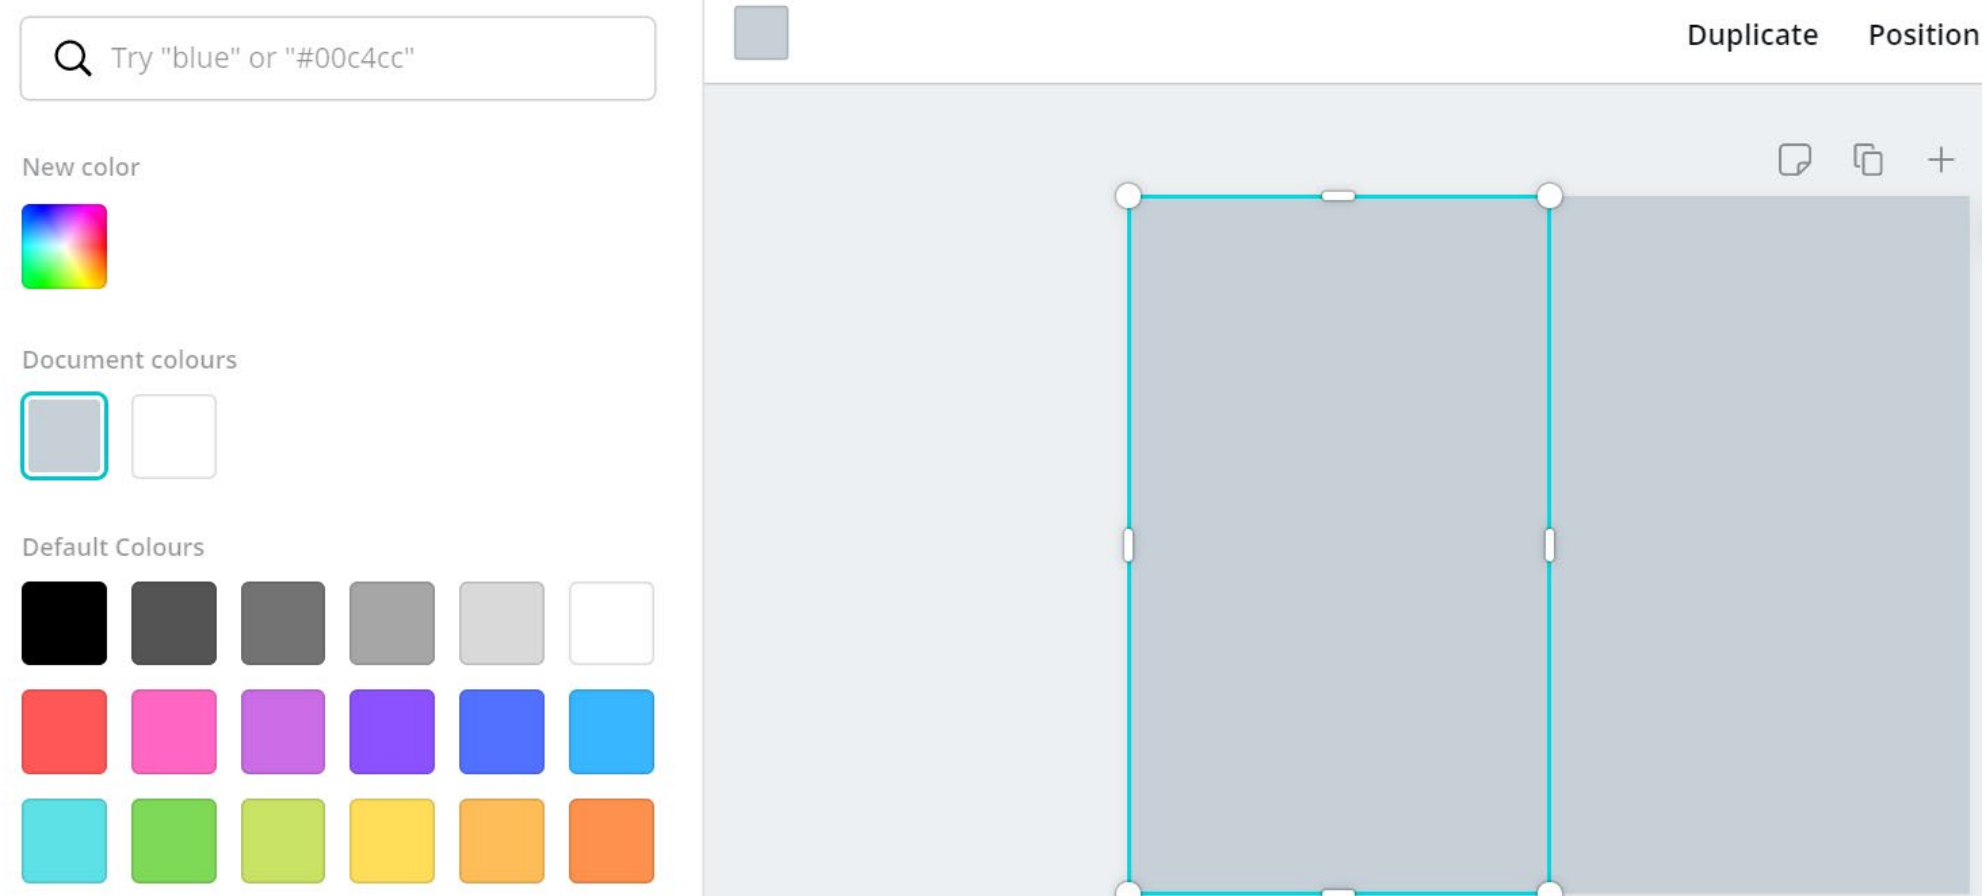 Try "blue" or "#00c4cc"
Duplicate
Position
New color
Document colours
Default Colours